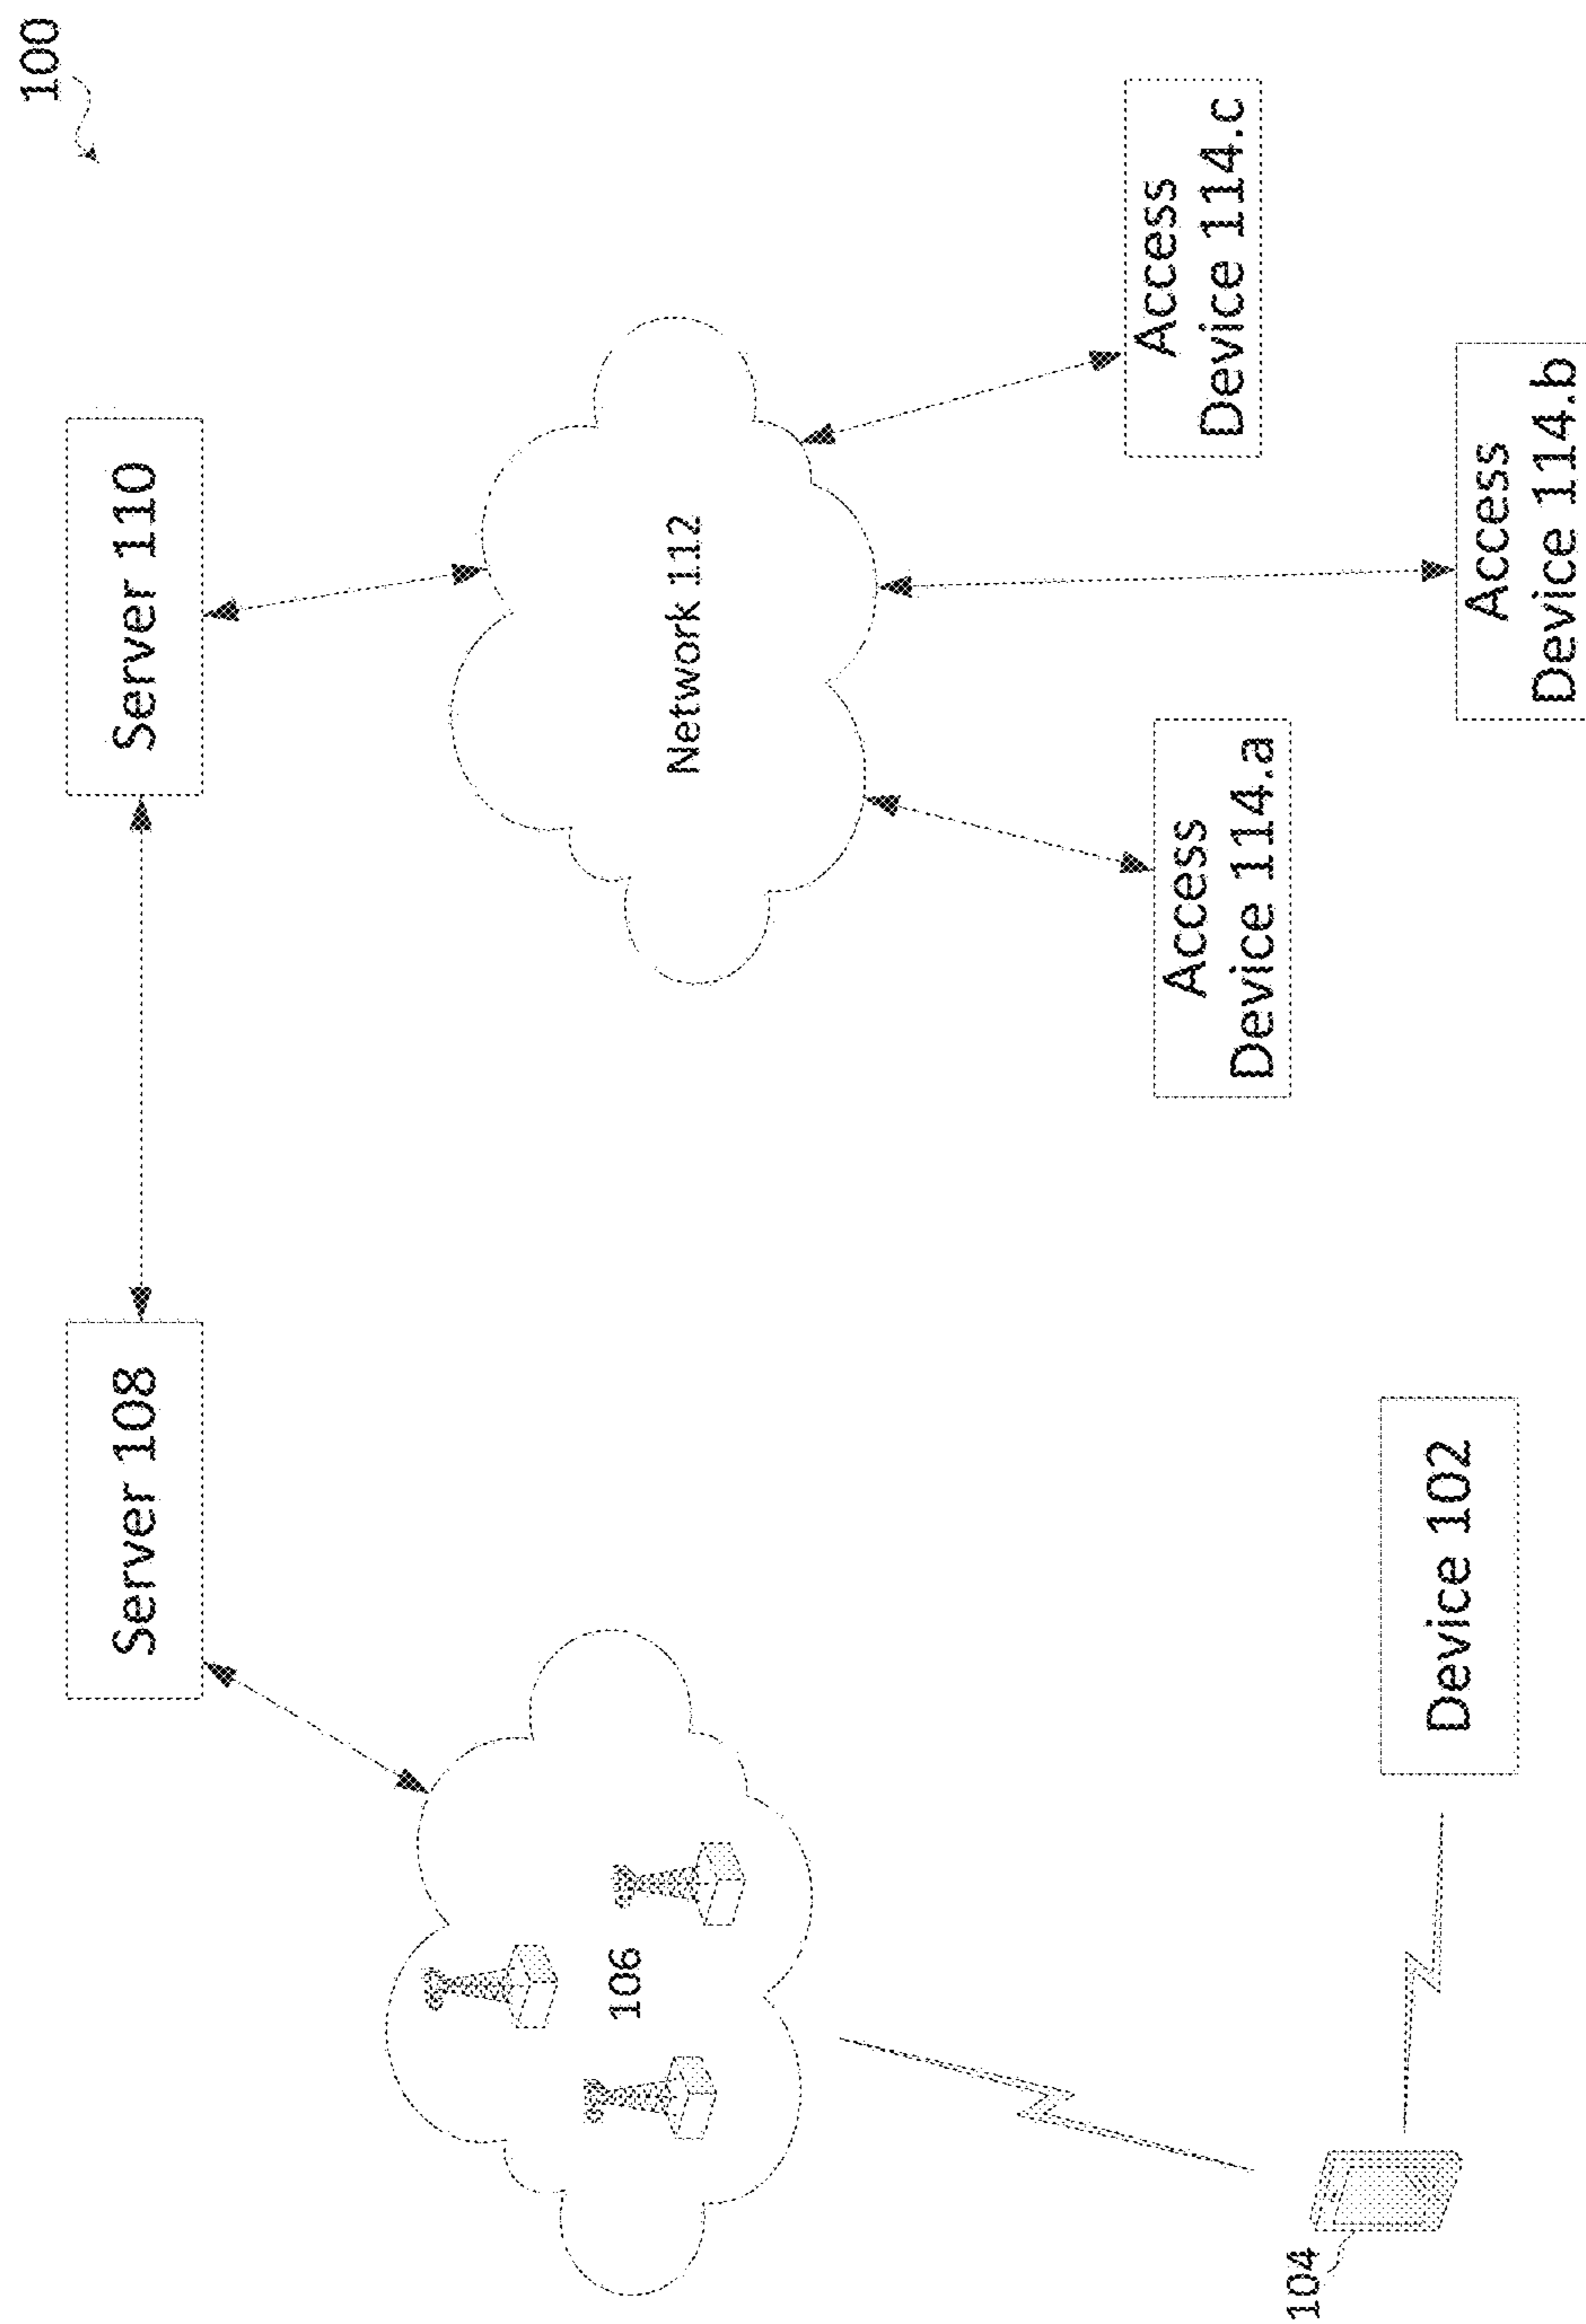 100
Server 108
Server 110
106
Network 112
104
Device 102
Access
Device 114.a
Access
Device 114.b
Access
Device 114.c